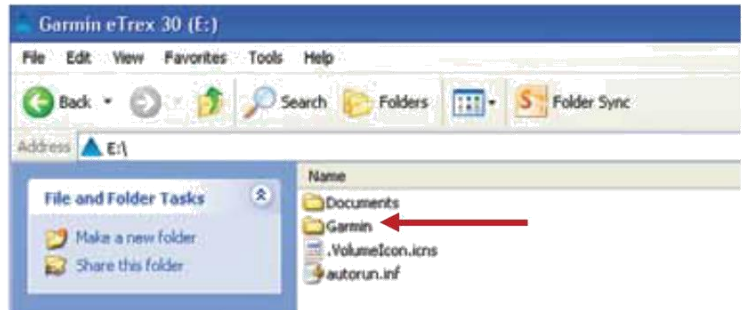 Garmin eTrex 30 (E:)
File Edit View Favorites Tools Help
Back Search Folders Folder Sync
Address E:\
Name
File and Folder Tasks
Make a new folder
Share this folder
Documents
Garmin
.VolumeIcon.icns
autorun.inf